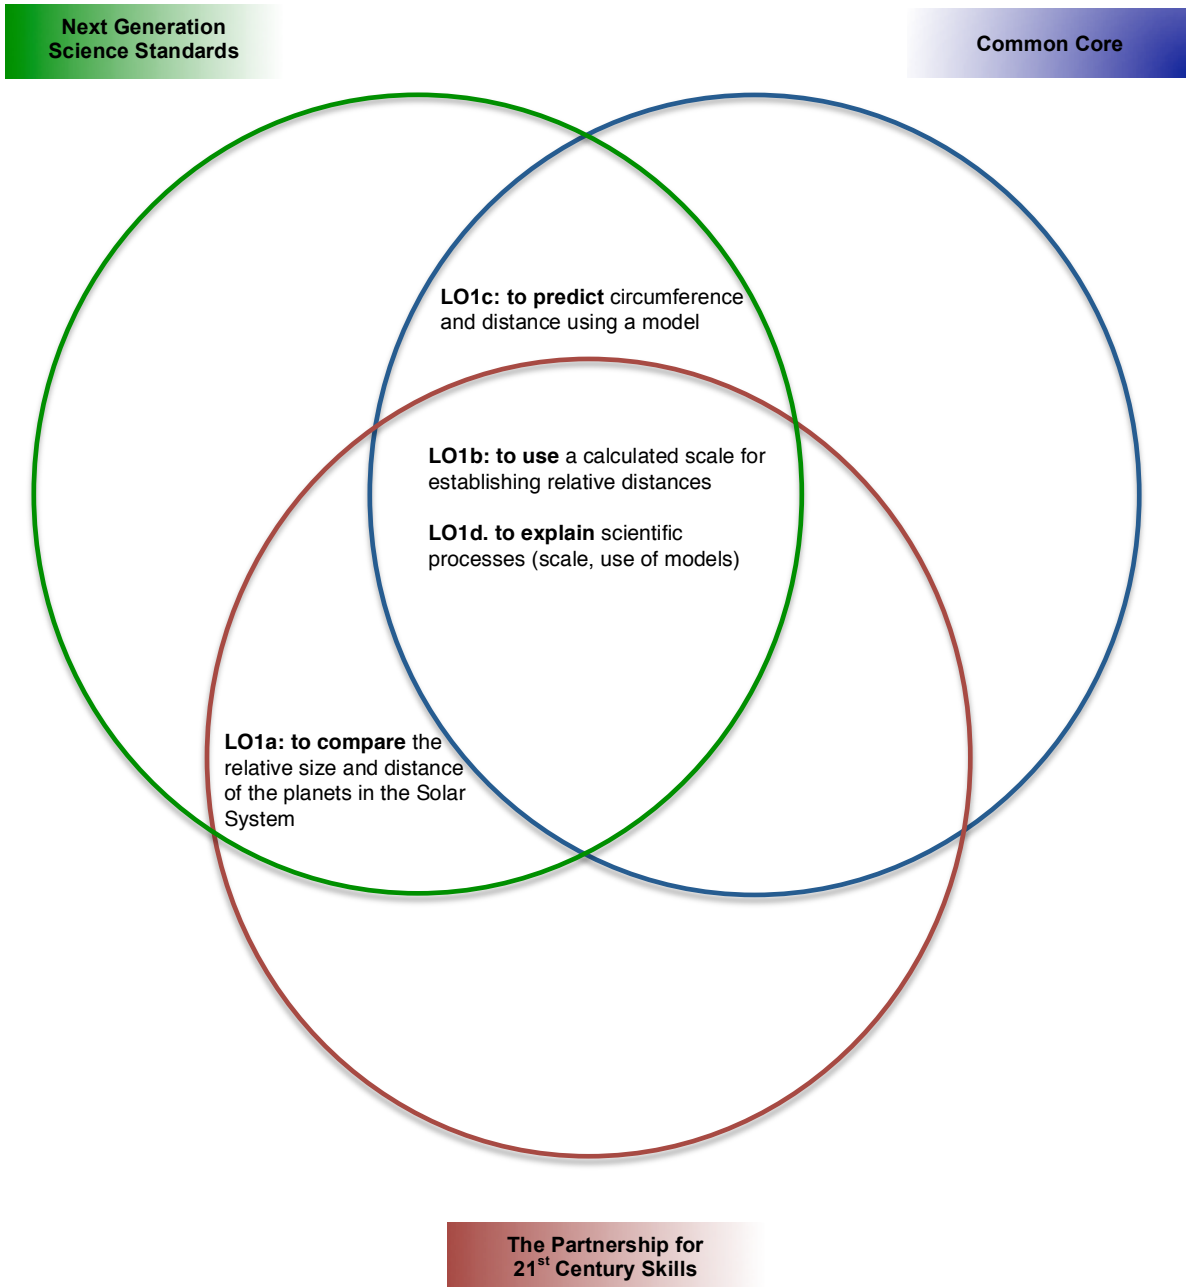 Next Generation
Science Standards
Common Core
LO1c: to predict circumference
and distance using a model
LO1b: to use a calculated scale for
establishing relative distances
LO1d. to explain scientific
processes (scale, use of models)
LO1a: to compare the
relative size and distance
of the planets in the Solar
System
The Partnership for
21st Century Skills